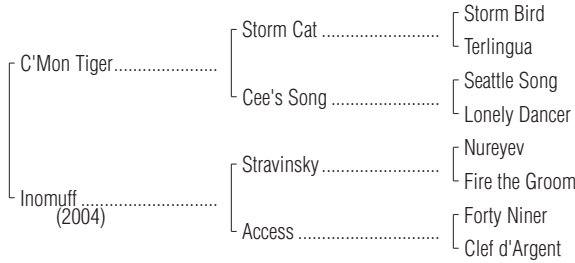 Storm Bird
Storm Cat ...........................
Terlingua
C'Mon Tiger........................
Seattle Song
Cee's Song .........................
Lonely Dancer
Nureyev
Stravinsky ...........................
Fire the Groom
Inomuff ...............................
(2004)
Forty Niner
Access ................................
Clef d'Argent